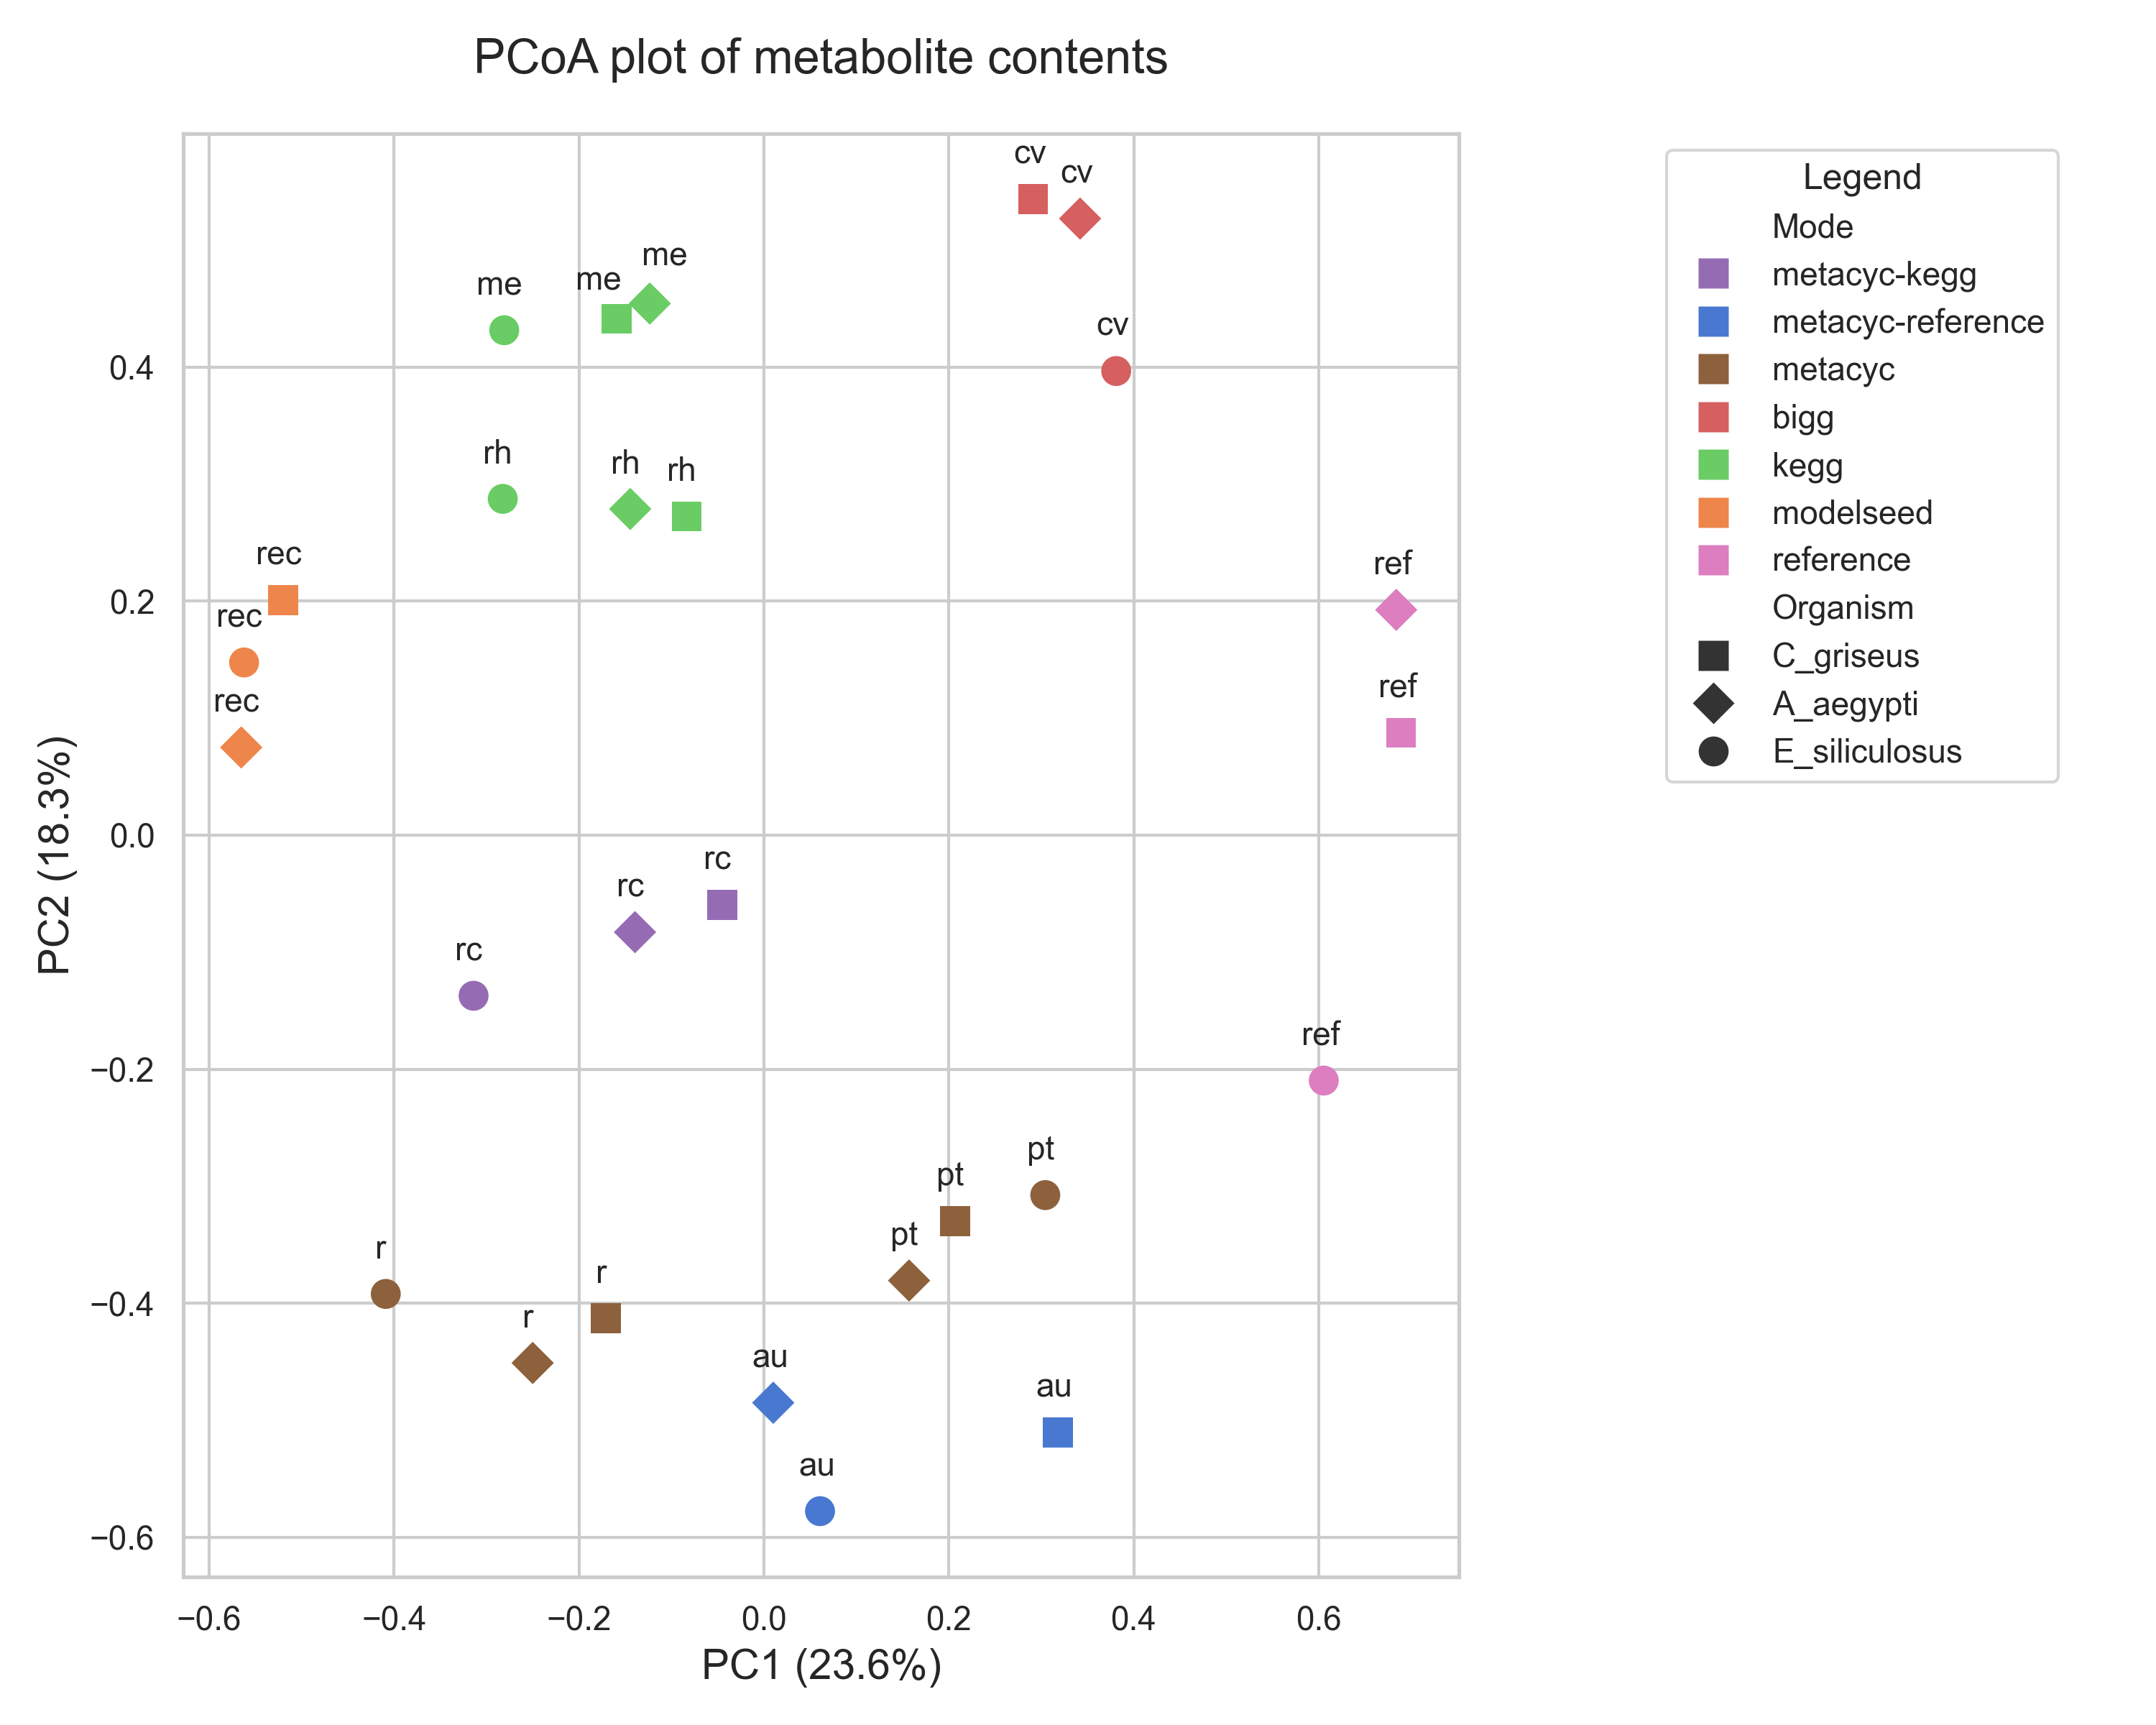 PCoA plot of metabolite contents
cv
cv
me
me
me
cv
rh
rh
rh
rec
ref
rec
ref
rec
rc
rc
rc
ref
pt
pt
pt
r
r
r
au
au
au
0.4
0.2
0.0
−0.2
−0.4
−0.6
PC2 (18.3%)
−0.6
−0.4
−0.2
0.0
0.2
0.4
0.6
PC1 (23.6%)
Legend
Mode
metacyc-kegg
metacyc-reference
metacyc
bigg
kegg
modelseed
reference
Organism
C_griseus
A_aegypti
E_siliculosus